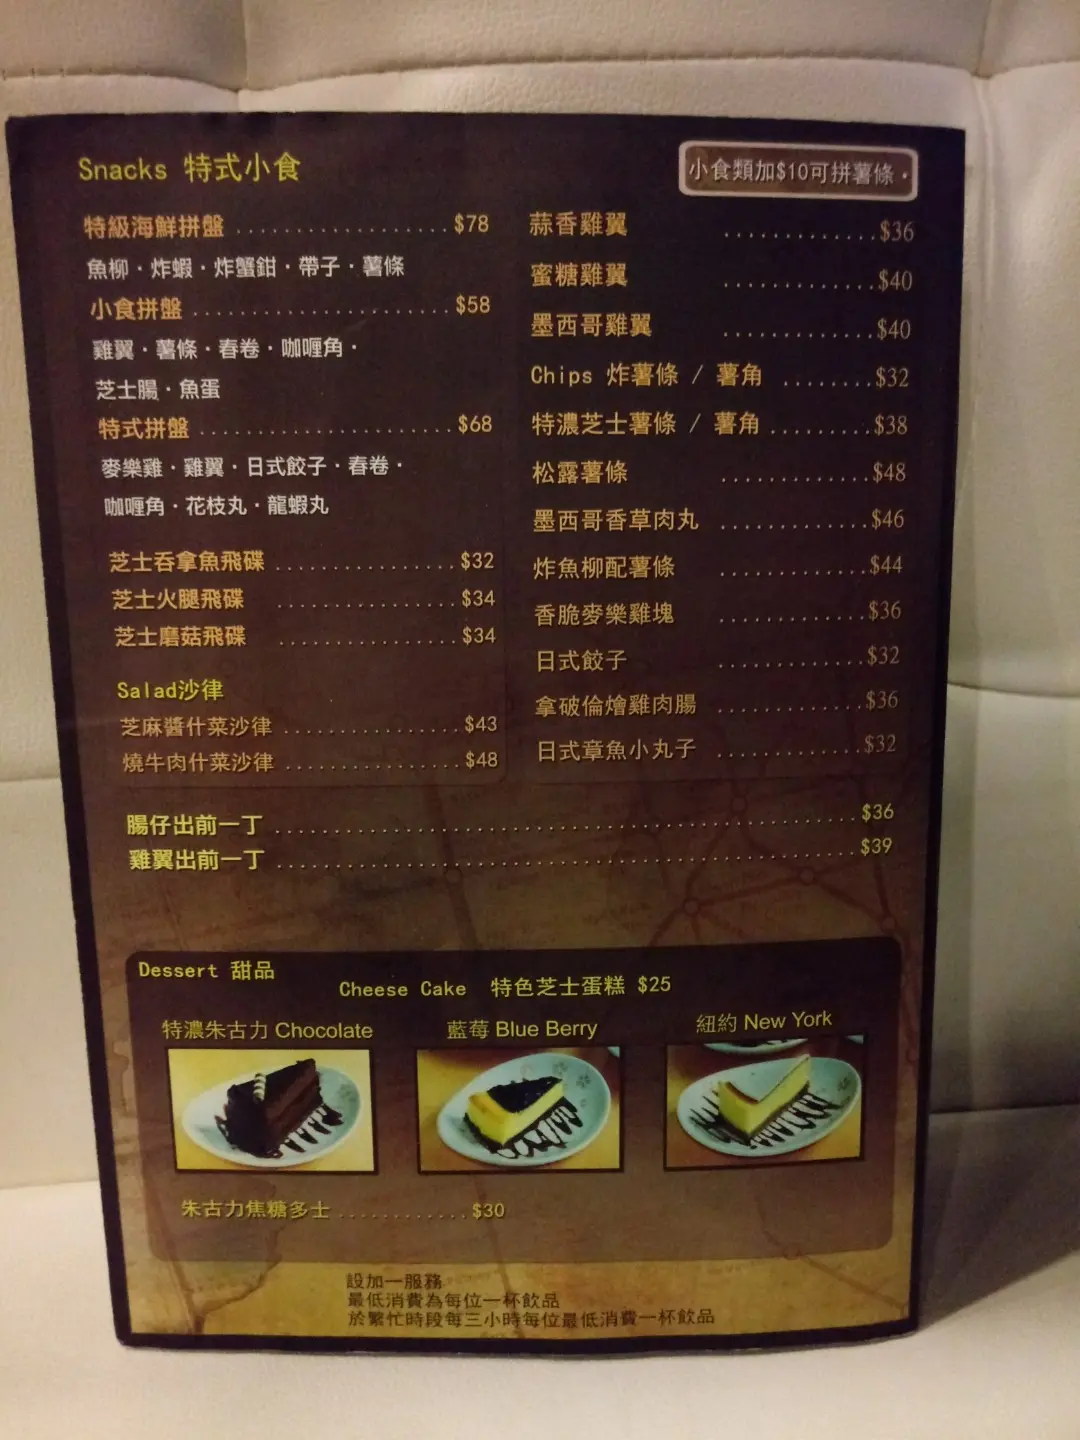 Snacks 特式小食
小食類加$10可拼薯條·
特級海鮮拼盤 ................... $78
魚柳·炸蝦·炸蟹鉗·帶子·薯條
小食拼盤 ...................... $58
雞翼·薯條·春卷·咖喱角·
芝士腸·魚蛋
特式拼盤 ...................... $68
麥樂雞·雞翼·日式餃子·春卷·
咖喱角·花枝丸·龍蝦丸
芝士吞拿魚飛碟 ................ $32
芝士火腿飛碟 ................ $34
芝士磨菇飛碟 ................ $34
Salad沙律
芝麻醬什菜沙律 ................ $43
燒牛肉什菜沙律 ................ $48
蒜香雞翼 ............. $36
蜜糖雞翼 ............. $40
墨西哥雞翼 ............. $40
Chips 炸薯條 / 薯角 ........ $32
特濃芝士薯條 / 薯角 ......... $38
松露薯條 ............. $48
墨西哥香草肉丸 ............. $46
炸魚柳配薯條 ............. $44
香脆麥樂雞塊 ............. $36
日式餃子 ............. $32
拿破倫燴雞肉腸 ............. $36
日式章魚小丸子 ............. $32
腸仔出前一丁 .................................................. $36
雞翼出前一丁 .................................................. $39
Dessert 甜品
Cheese Cake 特色芝士蛋糕 $25
特濃朱古力 Chocolate
藍莓 Blue Berry
紐約 New York
朱古力焦糖多士 ............ $30
設加一服務
最低消費為每位一杯飲品
於繁忙時段每三小時每位最低消費一杯飲品